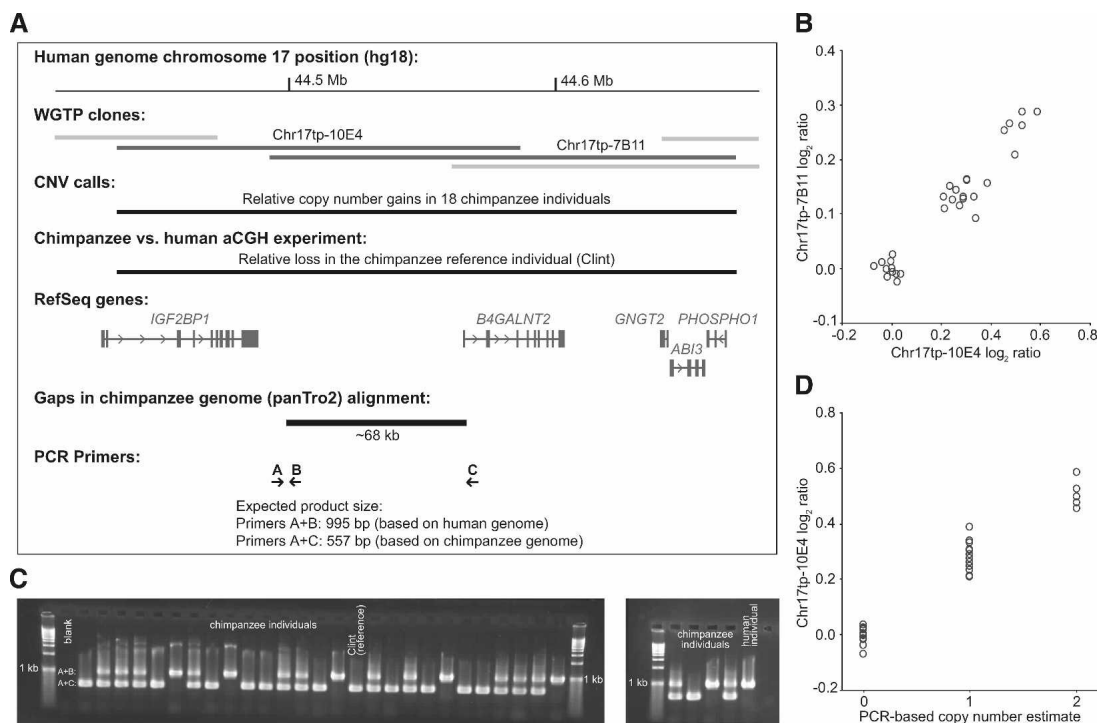 A
Human genome chromosome 17 position (hg18):
44.5 Mb
44.6 Mb
WGTP clones:
Chr17tp-10E4
Chr17tp-7B11
CNV calls:
Relative copy number gains in 18 chimpanzee individuals
Chimpanzee vs. human aCGH experiment:
Relative loss in the chimpanzee reference individual (Clint)
RefSeq genes:
IGF2BP1
B4GALNT2
GNGT2
PHOSPHO1
ABI3
Gaps in chimpanzee genome (panTro2) alignment:
~68 kb
PCR Primers:
A
B
C
Expected product size:
Primers A+B: 995 bp (based on human genome)
Primers A+C: 557 bp (based on chimpanzee genome)
B
Chr17tp-7B11 log2 ratio
0.4
0.3
0.2
0.1
0.0
-0.1
-0.2
0.0
0.2
0.4
0.6
0.8
Chr17tp-10E4 log2 ratio
C
blank
chimpanzee individuals
Clint
(reference)
1 kb
A+B:
A+C:
1 kb
chimpanzee
individuals
human
individual
1 kb
D
Chr17tp-10E4 log2 ratio
0.8
0.6
0.4
0.2
0.0
-0.2
0
1
2
PCR-based copy number estimate